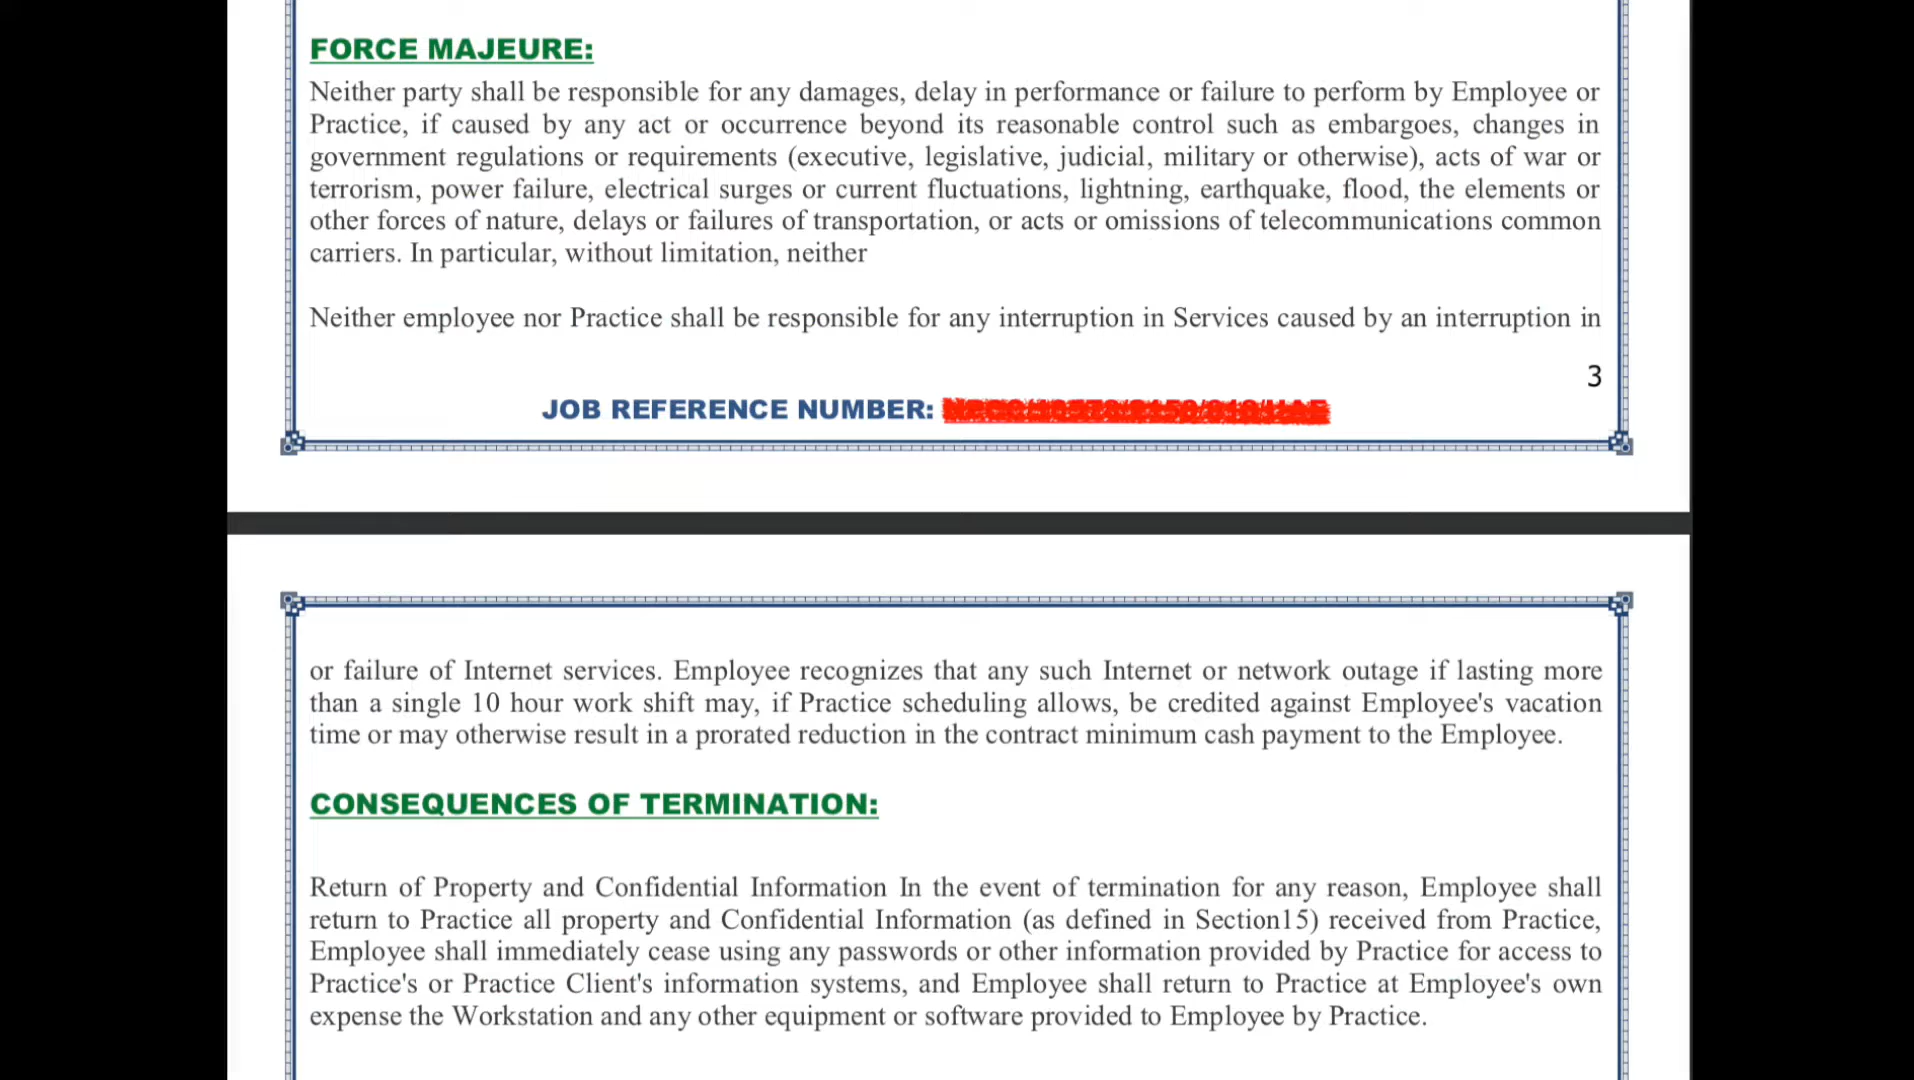 FORCE MAJEURE:
Neither party shall be responsible for any damages, delay in performance or failure to perform by Employee or
Practice, if caused by any act or occurrence beyond its reasonable control such as embargoes, changes in
government regulations or requirements (executive, legislative, judicial, military or otherwise), acts of war or
terrorism, power failure, electrical surges or current fluctuations, lightning, earthquake, flood, the elements or
other forces of nature, delays or failures of transportation, or acts or omissions of telecommunications common
carriers. In particular, without limitation, neither
Neither employee nor Practice shall be responsible for any interruption in Services caused by an interruption in
3
JOB REFERENCE NUMBER:
or failure of Internet services. Employee recognizes that any such Internet or network outage if lasting more
than a single 10 hour work shift may, if Practice scheduling allows, be credited against Employee's vacation
time or may otherwise result in a prorated reduction in the contract minimum cash payment to the Employee.
CONSEQUENCES OF TERMINATION:
Return of Property and Confidential Information In the event of termination for any reason, Employee shall
return to Practice all property and Confidential Information (as defined in Section15) received from Practice,
Employee shall immediately cease using any passwords or other information provided by Practice for access to
Practice's or Practice Client's information systems, and Employee shall return to Practice at Employee's own
expense the Workstation and any other equipment or software provided to Employee by Practice.